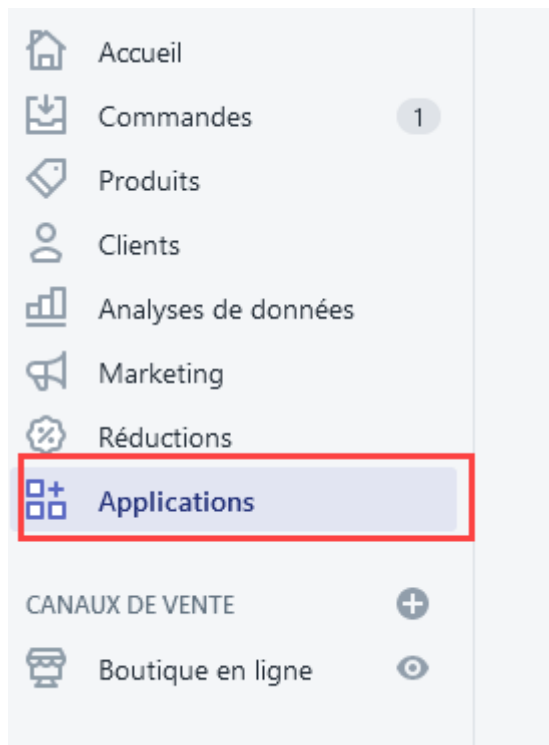 Accueil
Commandes 1
Produits
Clients
Analyses de données
Marketing
Réductions
Applications
CANAUX DE VENTE
Boutique en ligne